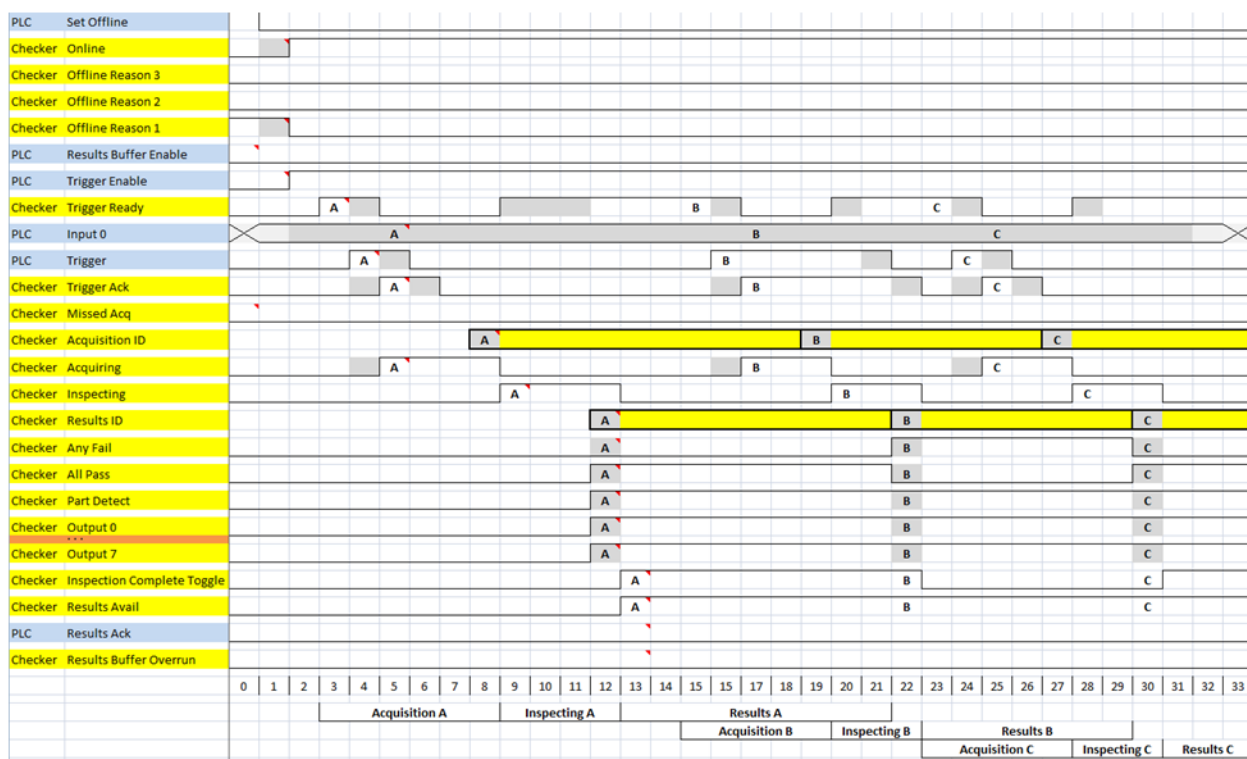 PLC Set Offline
Checker Online
Checker Offline Reason 3
Checker Offline Reason 2
Checker Offline Reason 1
PLC Results Buffer Enable
PLC Trigger Enable
Checker Trigger Ready A B C
PLC Input 0 A B C
PLC Trigger A B C
Checker Trigger Ack A B C
Checker Missed Acq
Checker Acquisition ID A B C
Checker Acquiring A B C
Checker Inspecting A B C
Checker Results ID A B C
Checker Any Fail A B C
Checker All Pass A B C
Checker Part Detect A B C
Checker Output 0 A B C
...
Checker Output 7 A B C
Checker Inspection Complete Toggle A B C
Checker Results Avail A B C
PLC Results Ack
Checker Results Buffer Overrun
0 1 2 3 4 5 6 7 8 9 10 11 12 13 14 15 15 17 18 19 20 21 22 23 24 25 26 27 28 29 30 31 32 33
Acquisition A Inspecting A Results A
Acquisition B Inspecting B Results B
Acquisition C Inspecting C Results C